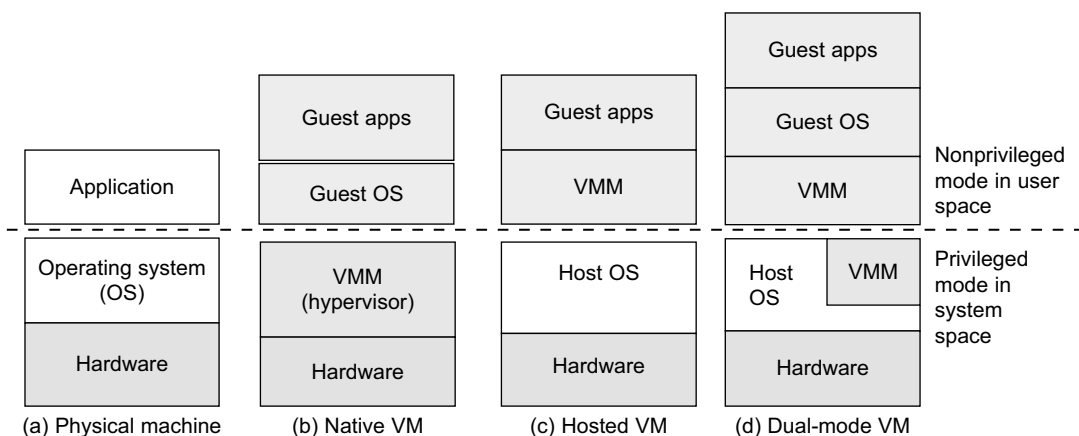 Application
Operating system
(OS)
Hardware
(a) Physical machine
Guest apps
Guest OS
VMM
(hypervisor)
Hardware
(b) Native VM
Guest apps
VMM
Host OS
Hardware
(c) Hosted VM
Guest apps
Guest OS
VMM
Host
OS
VMM
Hardware
(d) Dual-mode VM
Nonprivileged
mode in user
space
Privileged
mode in
system
space